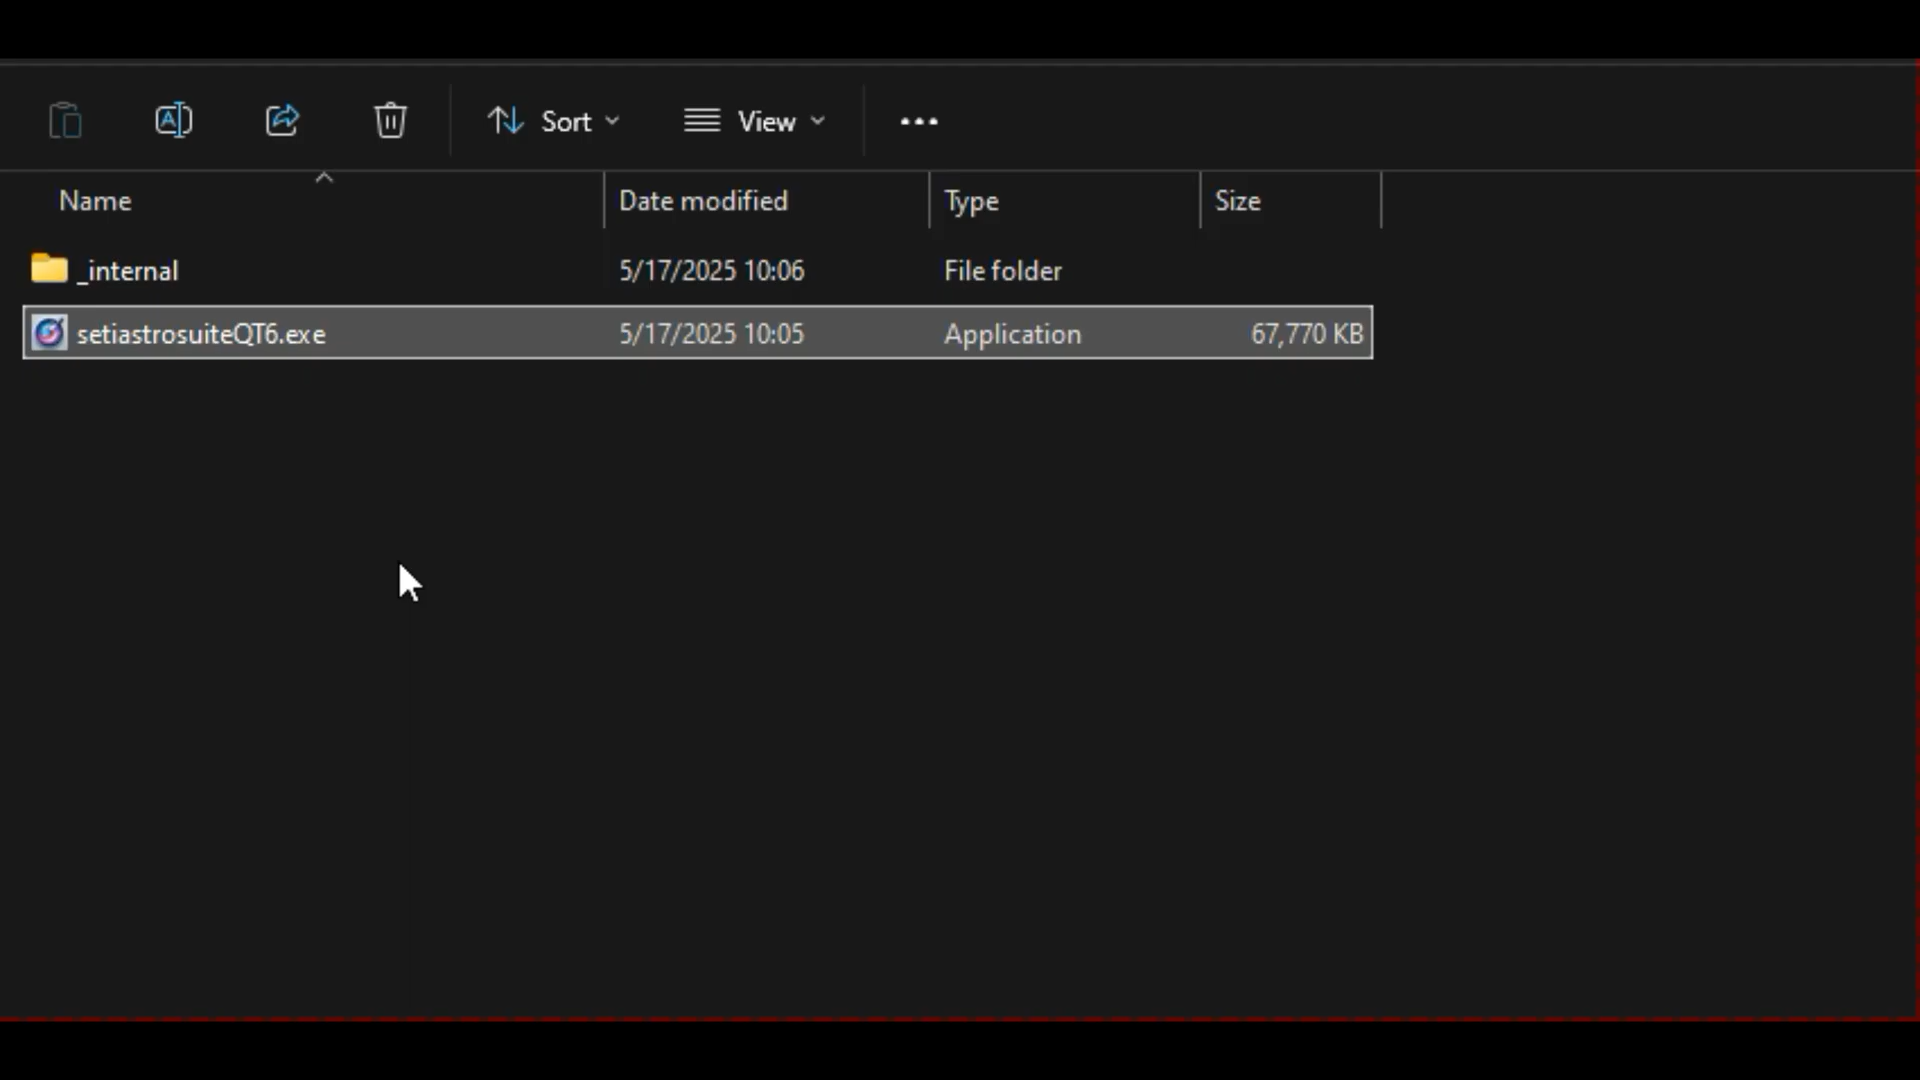 Sort View
Name Date modified Type Size
_internal 5/17/2025 10:06 File folder
setiastrosuiteQT6.exe 5/17/2025 10:05 Application 67,770 KB